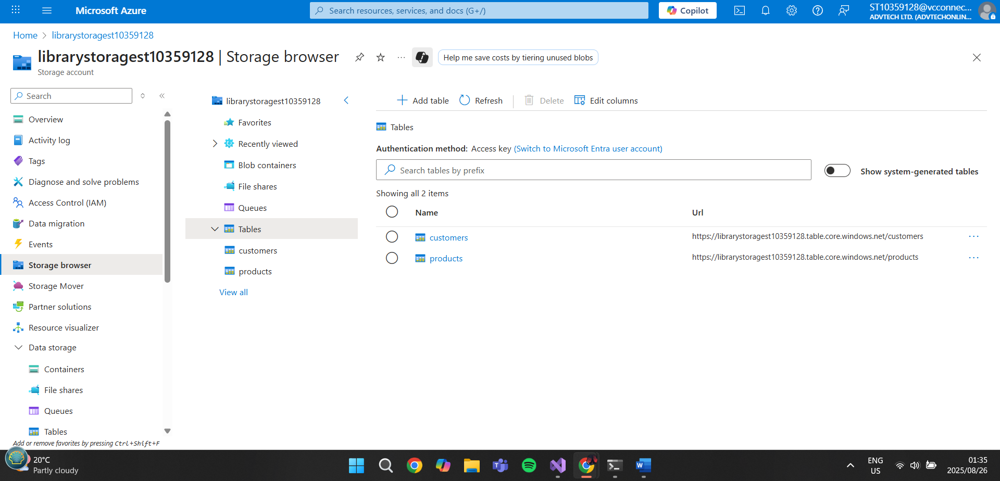 Microsoft Azure
Search resources, services, and docs (G+/)
Copilot
ST10359128@vcconnec...
ADVTECH LTD. (ADVTECHONLIN...
Home > librarystoragest10359128
librarystoragest10359128 | Storage browser
Storage account
Help me save costs by tiering unused blobs
Search
Overview
Activity log
Tags
Diagnose and solve problems
Access Control (IAM)
Data migration
Events
Storage browser
Storage Mover
Partner solutions
Resource visualizer
Data storage
Containers
File shares
Queues
Tables
Add or remove favorites by pressing Ctrl+Shift+F
librarystoragest10359128
Favorites
Recently viewed
Blob containers
File shares
Queues
Tables
customers
products
View all
Add table Refresh Delete Edit columns
Tables
Authentication method: Access key (Switch to Microsoft Entra user account)
Search tables by prefix
Show system-generated tables
Showing all 2 items
Name Url
customers https://librarystoragest10359128.table.core.windows.net/customers
products https://librarystoragest10359128.table.core.windows.net/products
20°C
Partly cloudy
ENG
US
01:35
2025/08/26